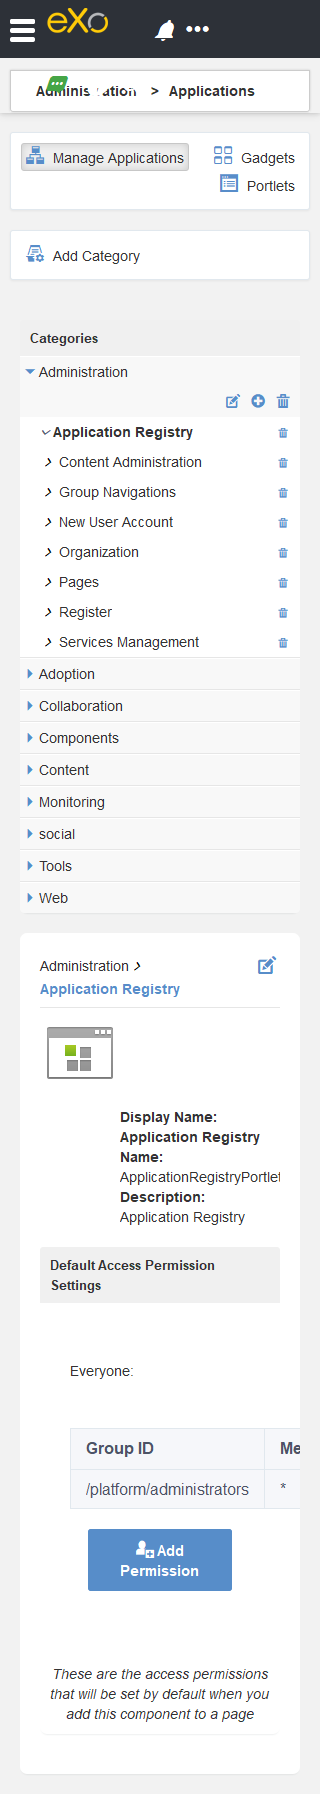 eXo
Administration > Applications
Manage Applications
Gadgets
Portlets
Add Category
Categories
Administration
Application Registry
Content Administration
Group Navigations
New User Account
Organization
Pages
Register
Services Management
Adoption
Collaboration
Components
Content
Monitoring
social
Tools
Web
Administration >
Application Registry
Display Name:
Application Registry
Name:
ApplicationRegistryPortlet
Description:
Application Registry
Default Access Permission
Settings
Everyone:
Group ID Me
/platform/administrators *
Add
Permission
These are the access permissions
that will be set by default when you
add this component to a page